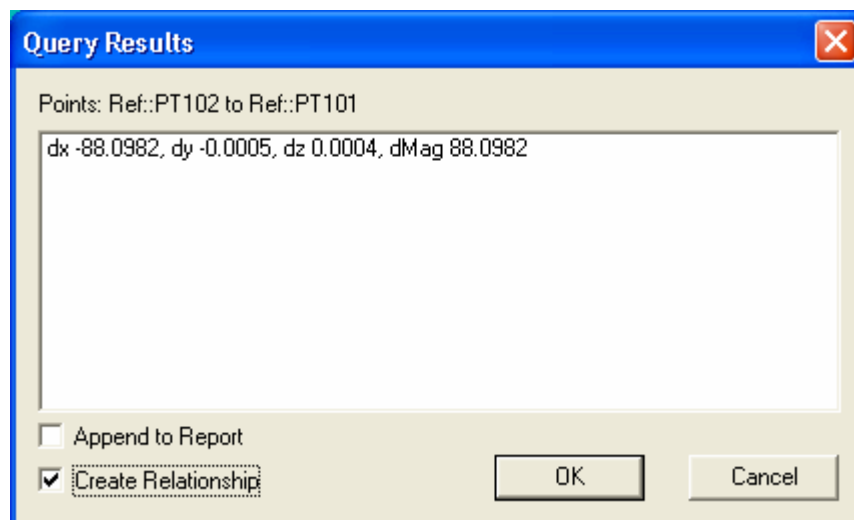 Query Results
Points: Ref::PT102 to Ref::PT101
dx -88.0982, dy -0.0005, dz 0.0004, dMag 88.0982
Append to Report
Create Relationship
OK
Cancel